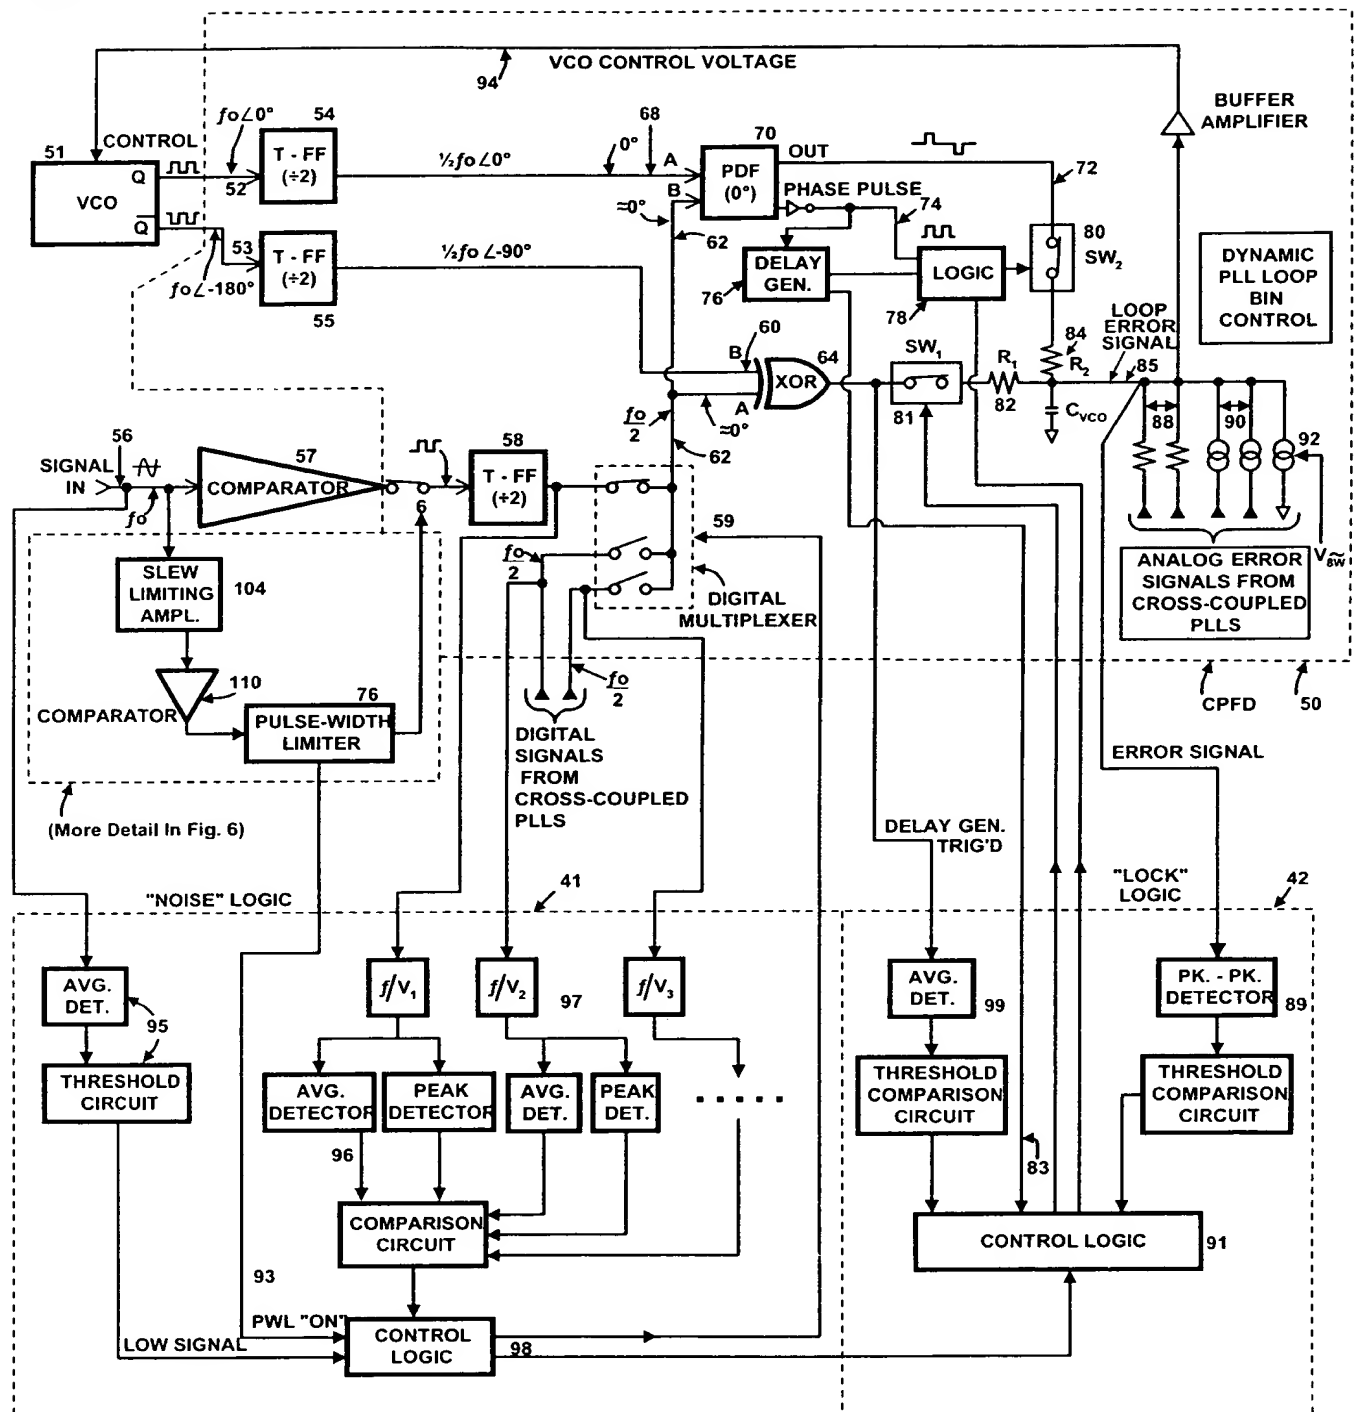 VCO CONTROL VOLTAGE
94
BUFFER
AMPLIFIER
51
CONTROL
fo∠0°
54
68
70
OUT
VCO
Q
Q̅
52
T - FF
(÷2)
½fo∠0°
0°
A
B
≈0°
PDF
(0°)
PHASE PULSE
72
74
62
53
T - FF
(÷2)
55
fo∠-180°
½fo∠-90°
DELAY
GEN.
76
LOGIC
78
80
SW2
DYNAMIC
PLL LOOP
BIN
CONTROL
LOOP
ERROR
SIGNAL
60
B
A
≈0°
XOR
64
SW1
81
R1
82
84
R2
85
CVCO
88
90
92
fo
2
62
56
SIGNAL
IN
fo
57
COMPARATOR
6
58
T - FF
(÷2)
59
fo
2
DIGITAL
MULTIPLEXER
ANALOG ERROR
SIGNALS FROM
CROSS-COUPLED
PLLS
SLEW
LIMITING
AMPL.
104
110
COMPARATOR
76
PULSE-WIDTH
LIMITER
fo
2
DIGITAL
SIGNALS
FROM
CROSS-COUPLED
PLLS
CPFD
50
ERROR SIGNAL
(More Detail In Fig. 6)
DELAY GEN.
TRIG'D
"NOISE" LOGIC
41
"LOCK"
LOGIC
42
AVG.
DET.
95
f/V1
f/V2
97
f/V3
AVG.
DET.
99
PK. - PK.
DETECTOR
89
THRESHOLD
CIRCUIT
AVG.
DETECTOR
PEAK
DETECTOR
AVG.
DET.
PEAK
DET.
THRESHOLD
COMPARISON
CIRCUIT
THRESHOLD
COMPARISON
CIRCUIT
96
83
COMPARISON
CIRCUIT
CONTROL LOGIC
91
93
PWL "ON"
LOW SIGNAL
CONTROL
LOGIC
98